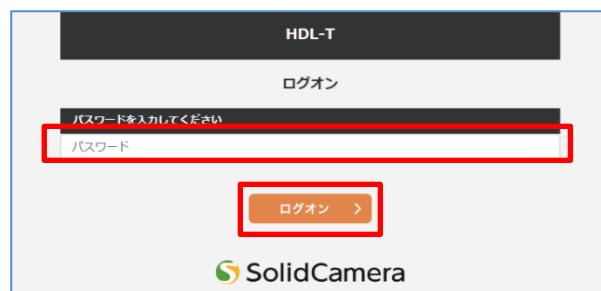 HDL-T
ログオン
パスワードを入力してください
パスワード
ログオン >
SolidCamera